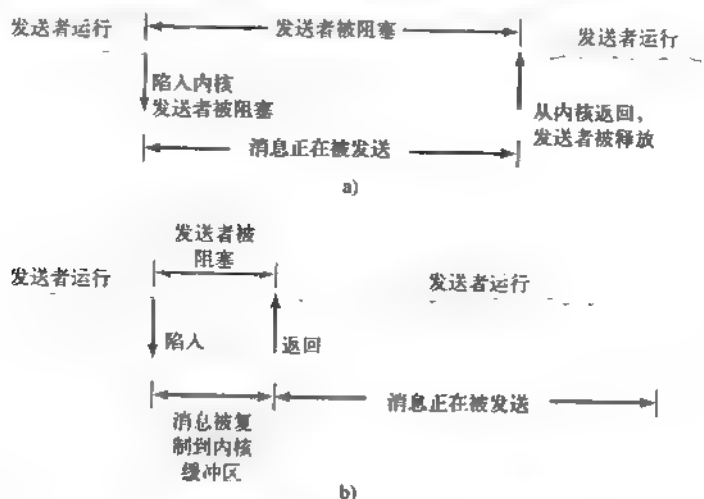 发送者运行
发送者被阻塞
发送者运行
陷入内核
发送者被阻塞
从内核返回，
发送者被释放
消息正在被发送
a)
发送者被
阻塞
发送者运行
发送者运行
陷入
返回
消息正在被发送
消息被复
制到内核
缓冲区
b)